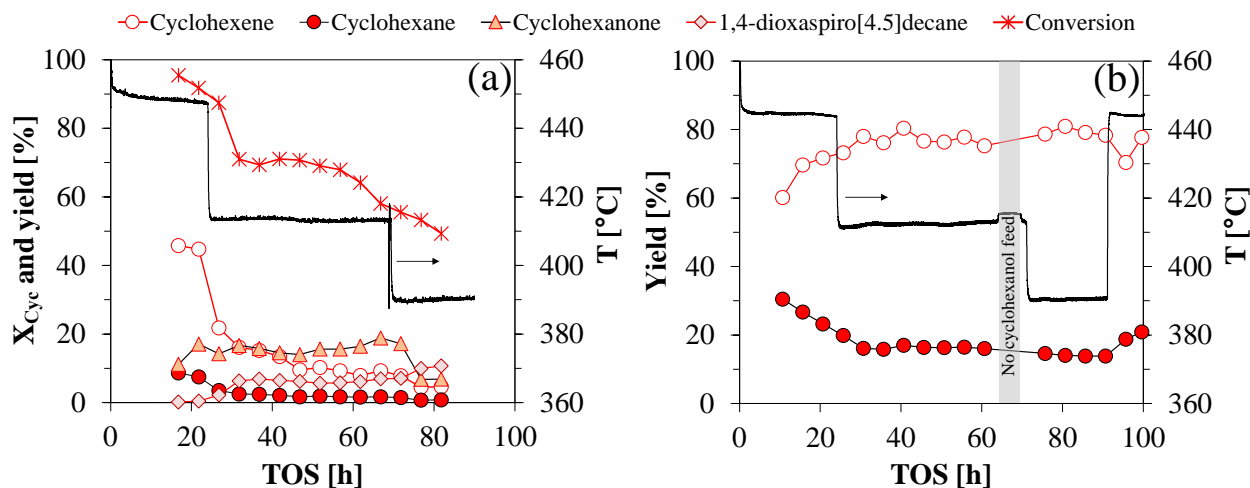 Cyclohexene Cyclohexane Cyclohexanone 1,4-dioxaspiro[4.5]decane Conversion
(a)
X_Cyc and yield [%]
100
80
60
40
20
0
0 20 40 60 80 100
TOS [h]
460
440
420
400
380
360
T [°C]
(b)
Yield [%]
100
80
60
40
20
0
No cyclohexanol feed
0 20 40 60 80 100
TOS [h]
460
440
420
400
380
360
T [°C]